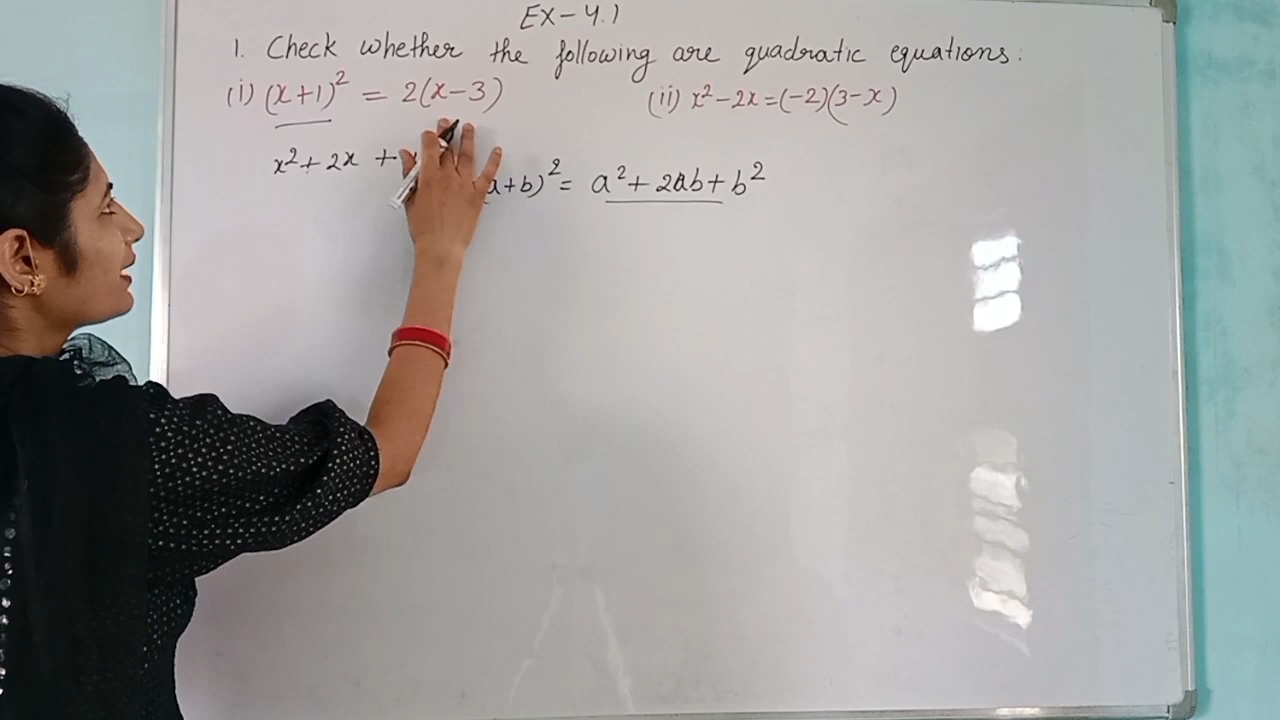 EX-4.1
1. Check whether the following are quadratic equations:
(i) (x+1)² = 2(x-3)
(ii) x²-2x=(-2)(3-x)
x²+2x +
a+b)² = a²+2ab+b²